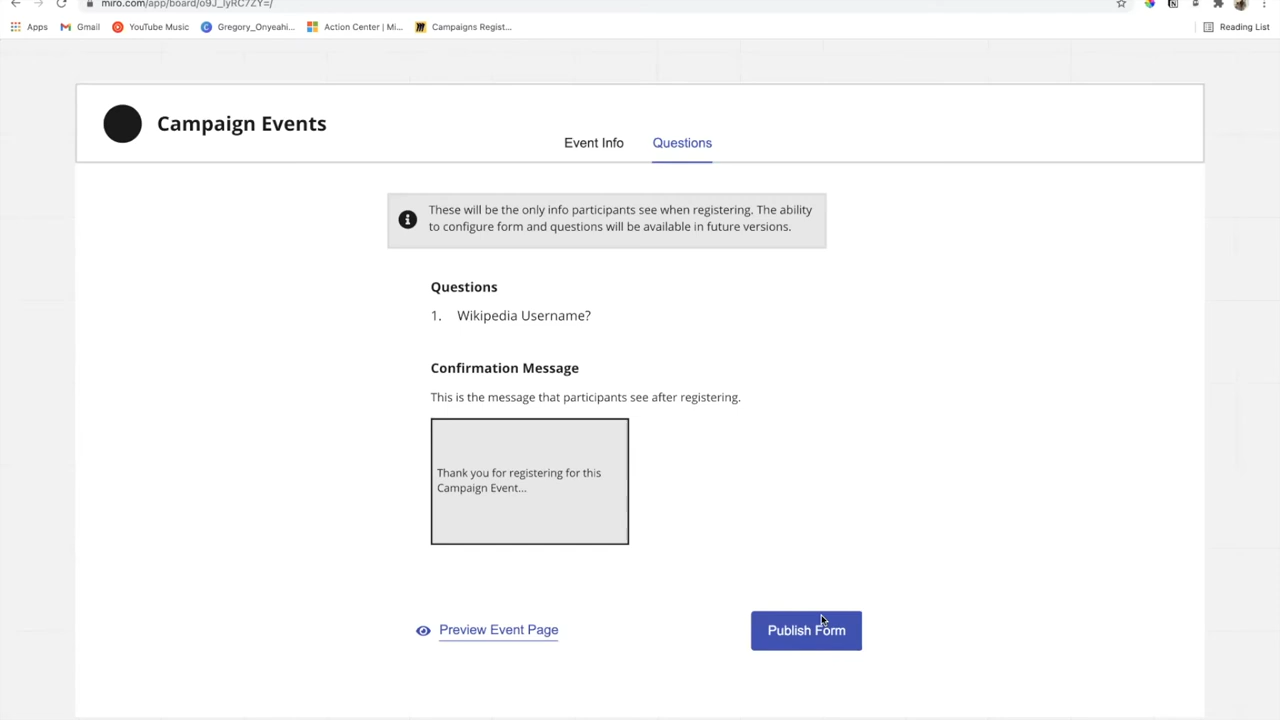 miro.com/app/board/o9J_lyRC7ZY=/
Apps Gmail YouTube Music Gregory_Onyeahi... Action Center | Mi... Campaigns Regist... Reading List
Campaign Events
Event Info Questions
These will be the only info participants see when registering. The ability
to configure form and questions will be available in future versions.
Questions
1. Wikipedia Username?
Confirmation Message
This is the message that participants see after registering.
Thank you for registering for this
Campaign Event...
Preview Event Page Publish Form